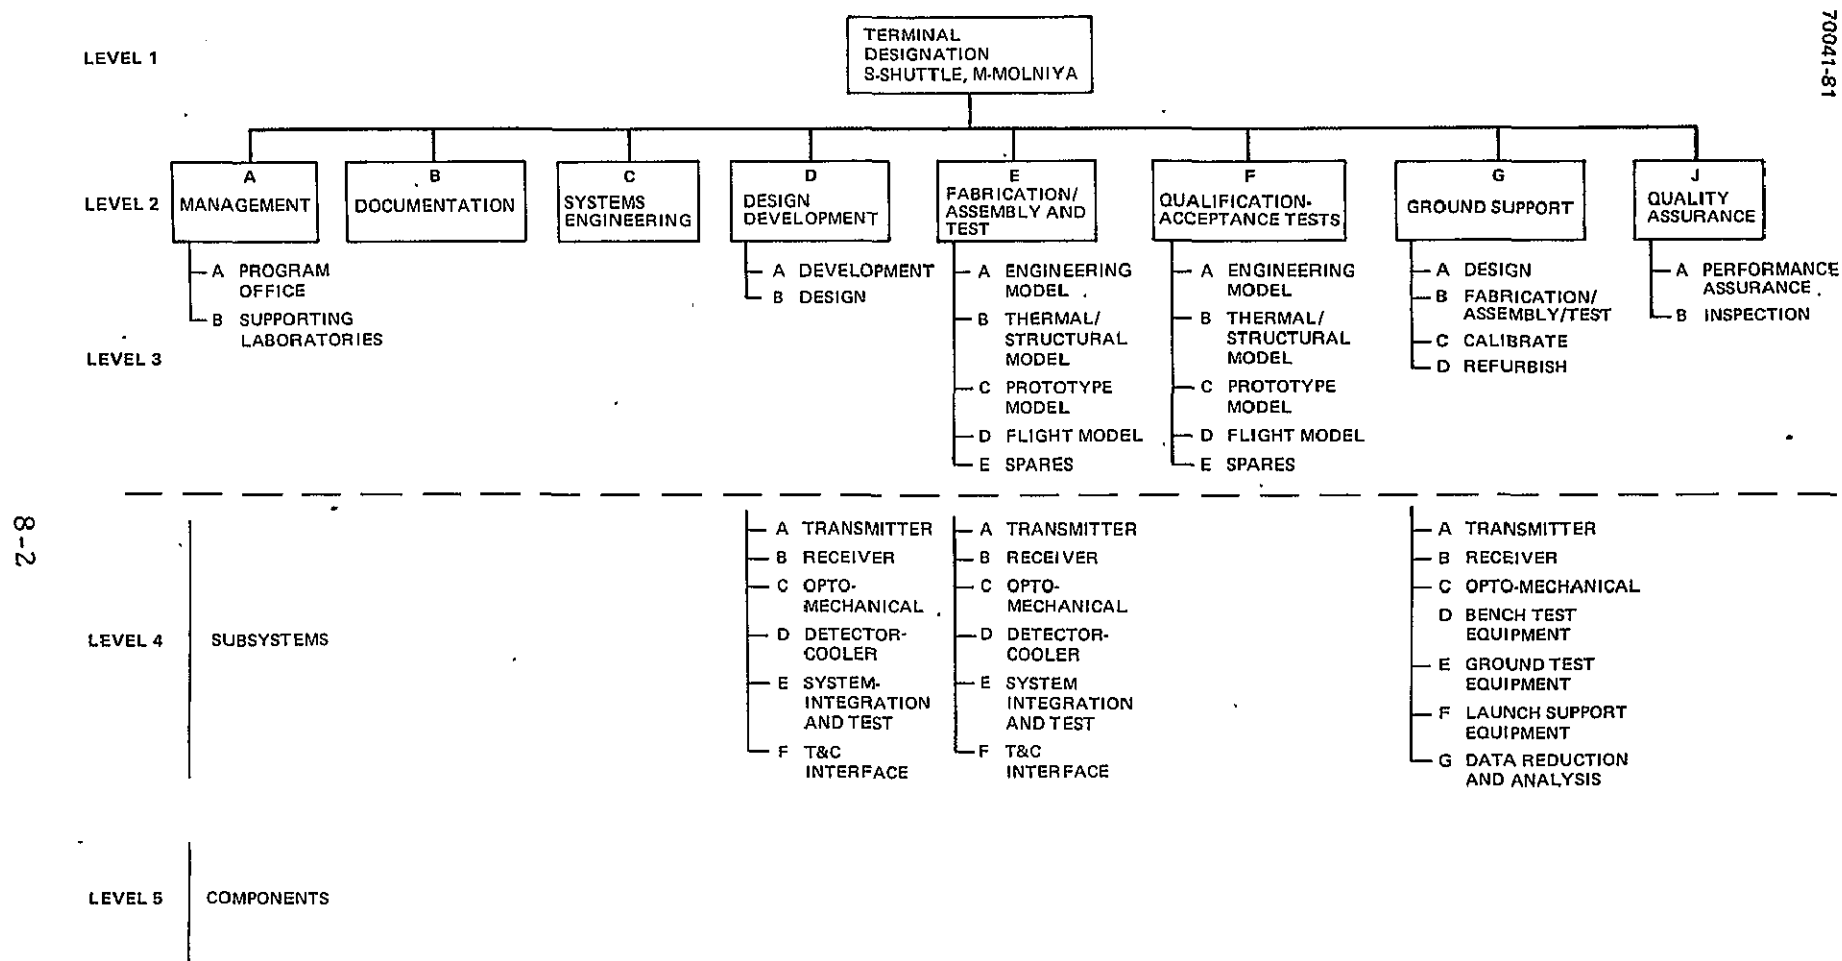 70041-81
LEVEL 1
TERMINAL
DESIGNATION
S-SHUTTLE, M-MOLNIYA
LEVEL 2
A
MANAGEMENT
B
DOCUMENTATION
C
SYSTEMS
ENGINEERING
D
DESIGN
DEVELOPMENT
E
FABRICATION/
ASSEMBLY AND
TEST
F
QUALIFICATION-
ACCEPTANCE TESTS
G
GROUND SUPPORT
J
QUALITY
ASSURANCE
LEVEL 3
A PROGRAM
OFFICE
B SUPPORTING
LABORATORIES
A DEVELOPMENT
B DESIGN
A ENGINEERING
MODEL
B THERMAL/
STRUCTURAL
MODEL
C PROTOTYPE
MODEL
D FLIGHT MODEL
E SPARES
A ENGINEERING
MODEL
B THERMAL/
STRUCTURAL
MODEL
C PROTOTYPE
MODEL
D FLIGHT MODEL
E SPARES
A DESIGN
B FABRICATION/
ASSEMBLY/TEST
C CALIBRATE
D REFURBISH
A PERFORMANCE
ASSURANCE
B INSPECTION
8-2
LEVEL 4
SUBSYSTEMS
A TRANSMITTER
B RECEIVER
C OPTO-
MECHANICAL
D DETECTOR-
COOLER
E SYSTEM-
INTEGRATION
AND TEST
F T&C
INTERFACE
A TRANSMITTER
B RECEIVER
C OPTO-
MECHANICAL
D DETECTOR-
COOLER
E SYSTEM
INTEGRATION
AND TEST
F T&C
INTERFACE
A TRANSMITTER
B RECEIVER
C OPTO-MECHANICAL
D BENCH TEST
EQUIPMENT
E GROUND TEST
EQUIPMENT
F LAUNCH SUPPORT
EQUIPMENT
G DATA REDUCTION
AND ANALYSIS
LEVEL 5
COMPONENTS